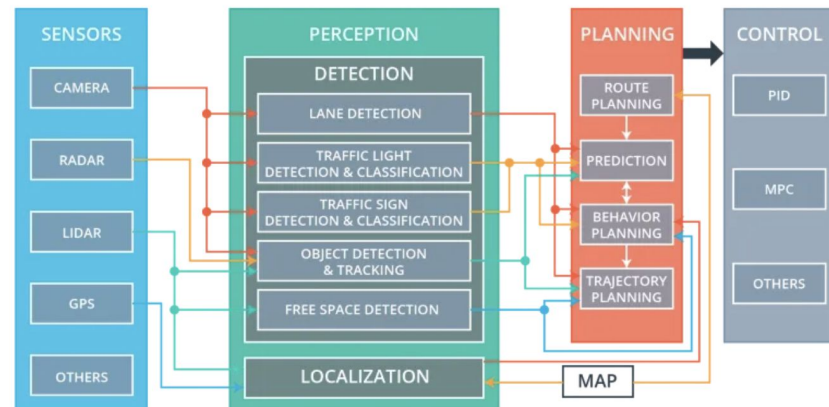 SENSORS
CAMERA
RADAR
LIDAR
GPS
OTHERS
PERCEPTION
DETECTION
LANE DETECTION
TRAFFIC LIGHT
DETECTION & CLASSIFICATION
TRAFFIC SIGN
DETECTION & CLASSIFICATION
OBJECT DETECTION
& TRACKING
FREE SPACE DETECTION
LOCALIZATION
PLANNING
ROUTE
PLANNING
PREDICTION
BEHAVIOR
PLANNING
TRAJECTORY
PLANNING
MAP
CONTROL
PID
MPC
OTHERS